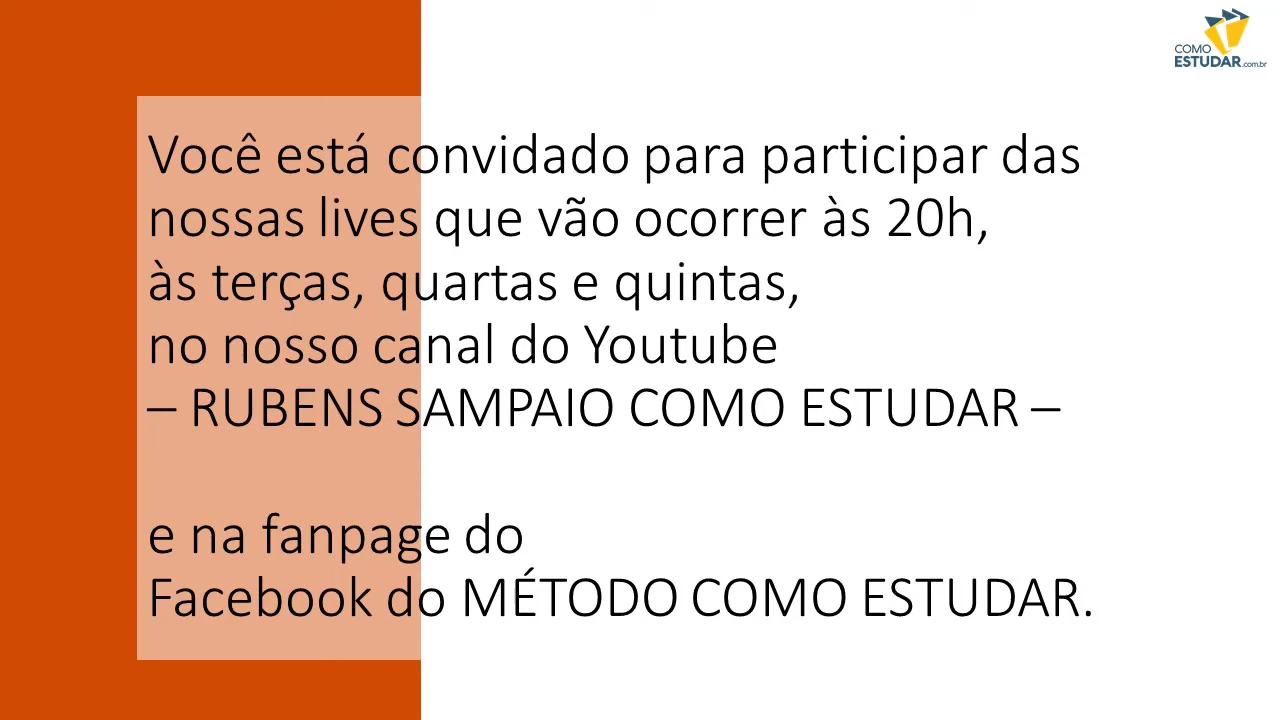 COMO
ESTUDAR.com.br
Você está convidado para participar das
nossas lives que vão ocorrer às 20h,
às terças, quartas e quintas,
no nosso canal do Youtube
– RUBENS SAMPAIO COMO ESTUDAR –
e na fanpage do
Facebook do MÉTODO COMO ESTUDAR.